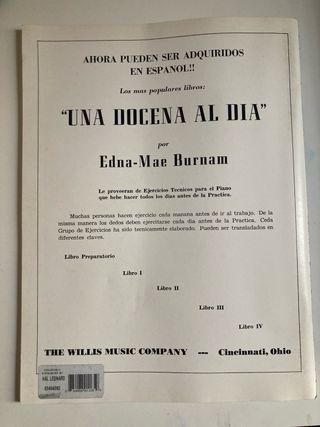 AHORA PUEDEN SER ADQUIRIDOS
EN ESPANOL!!
Los mas populares libros:
"UNA DOCENA AL DIA"
por
Edna-Mae Burnam
Le proveeran de Ejercicios Tecnicos para el Piano
que bebe hacer todos los dias antes de la Practica.
Muchas personas hacen ejercicio cada manana antes de ir al trabajo. De la
misma manera los dedos deben ejercitarse cada dia antes de la Practica. Cada
Grupo de Ejercicios ha sido tecnicamente elaborado. Pueden ser transladados en
diferentes claves.
Libro Preparatorio
Libro I
Libro II
Libro III
Libro IV
THE WILLIS MUSIC COMPANY --- Cincinnati, Ohio
HAL LEONARD